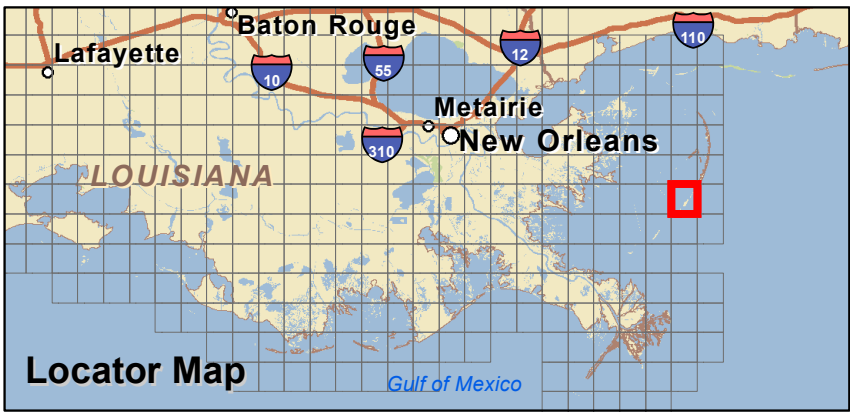 Baton Rouge
110
Lafayette
12
55
10
Metairie
New Orleans
310
LOUISIANA
Locator Map
Gulf of Mexico